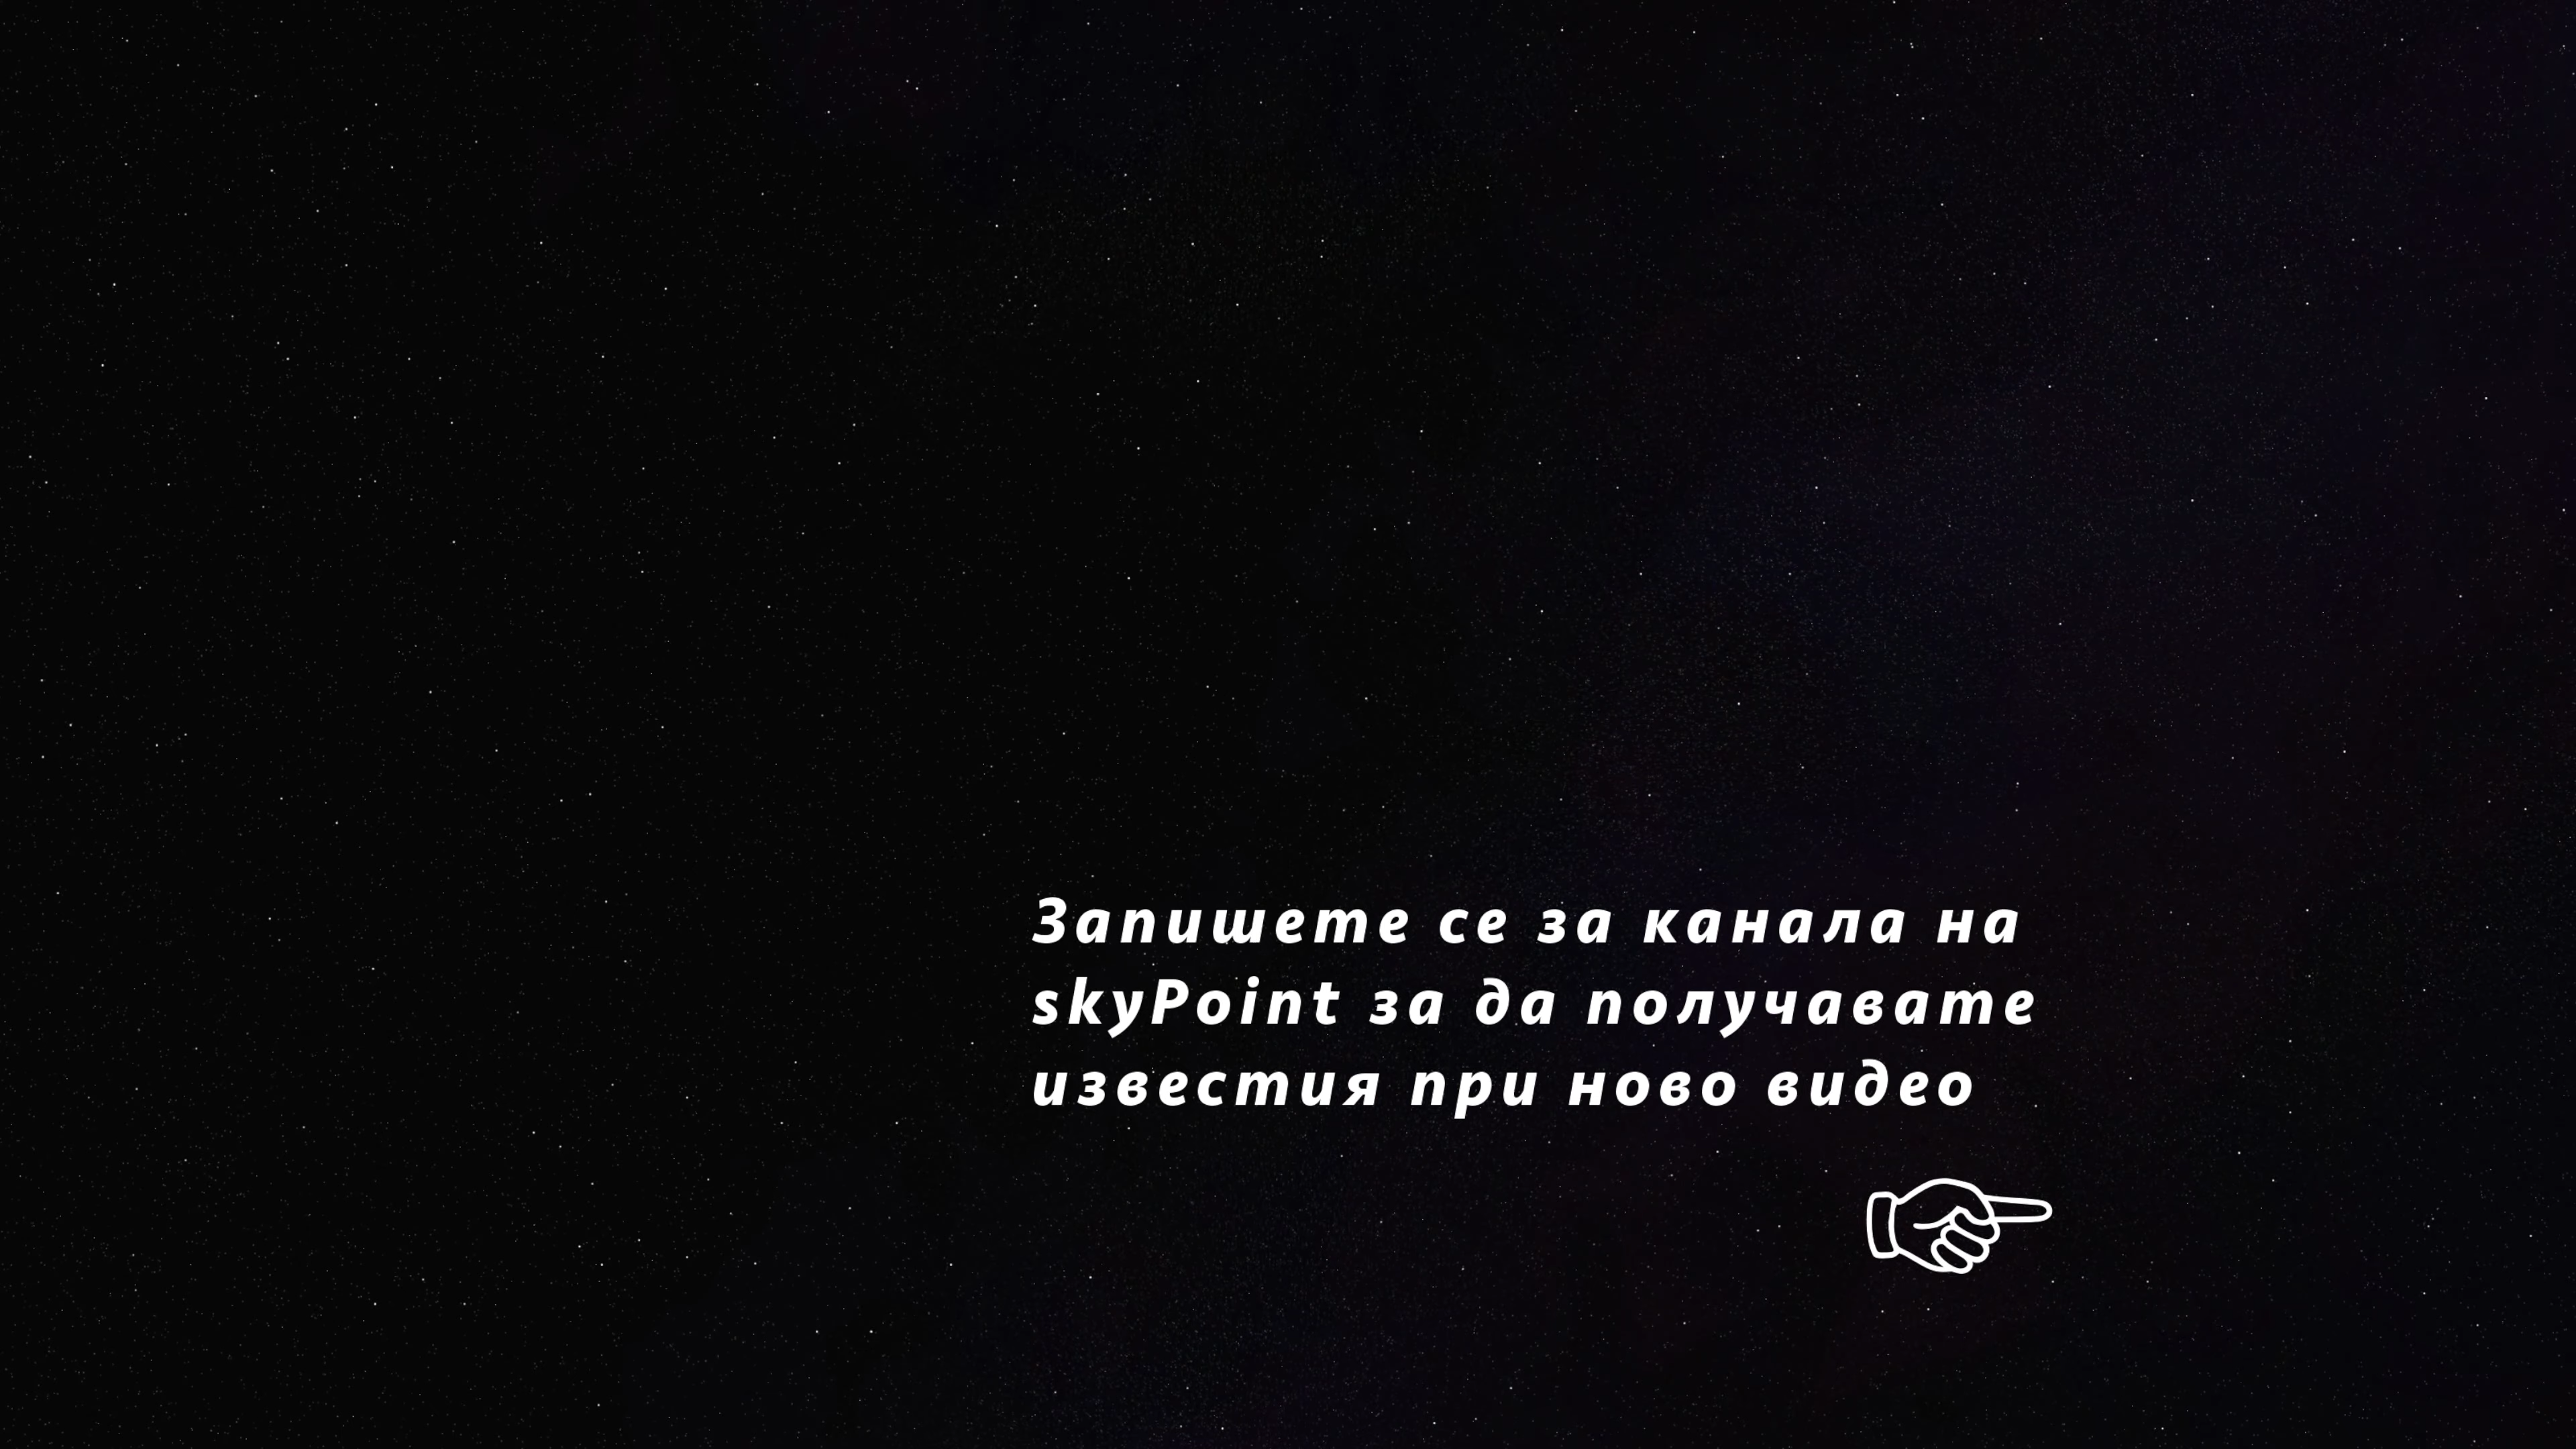 Запишете се за канала на
skyPoint за да получавате
известия при ново видео